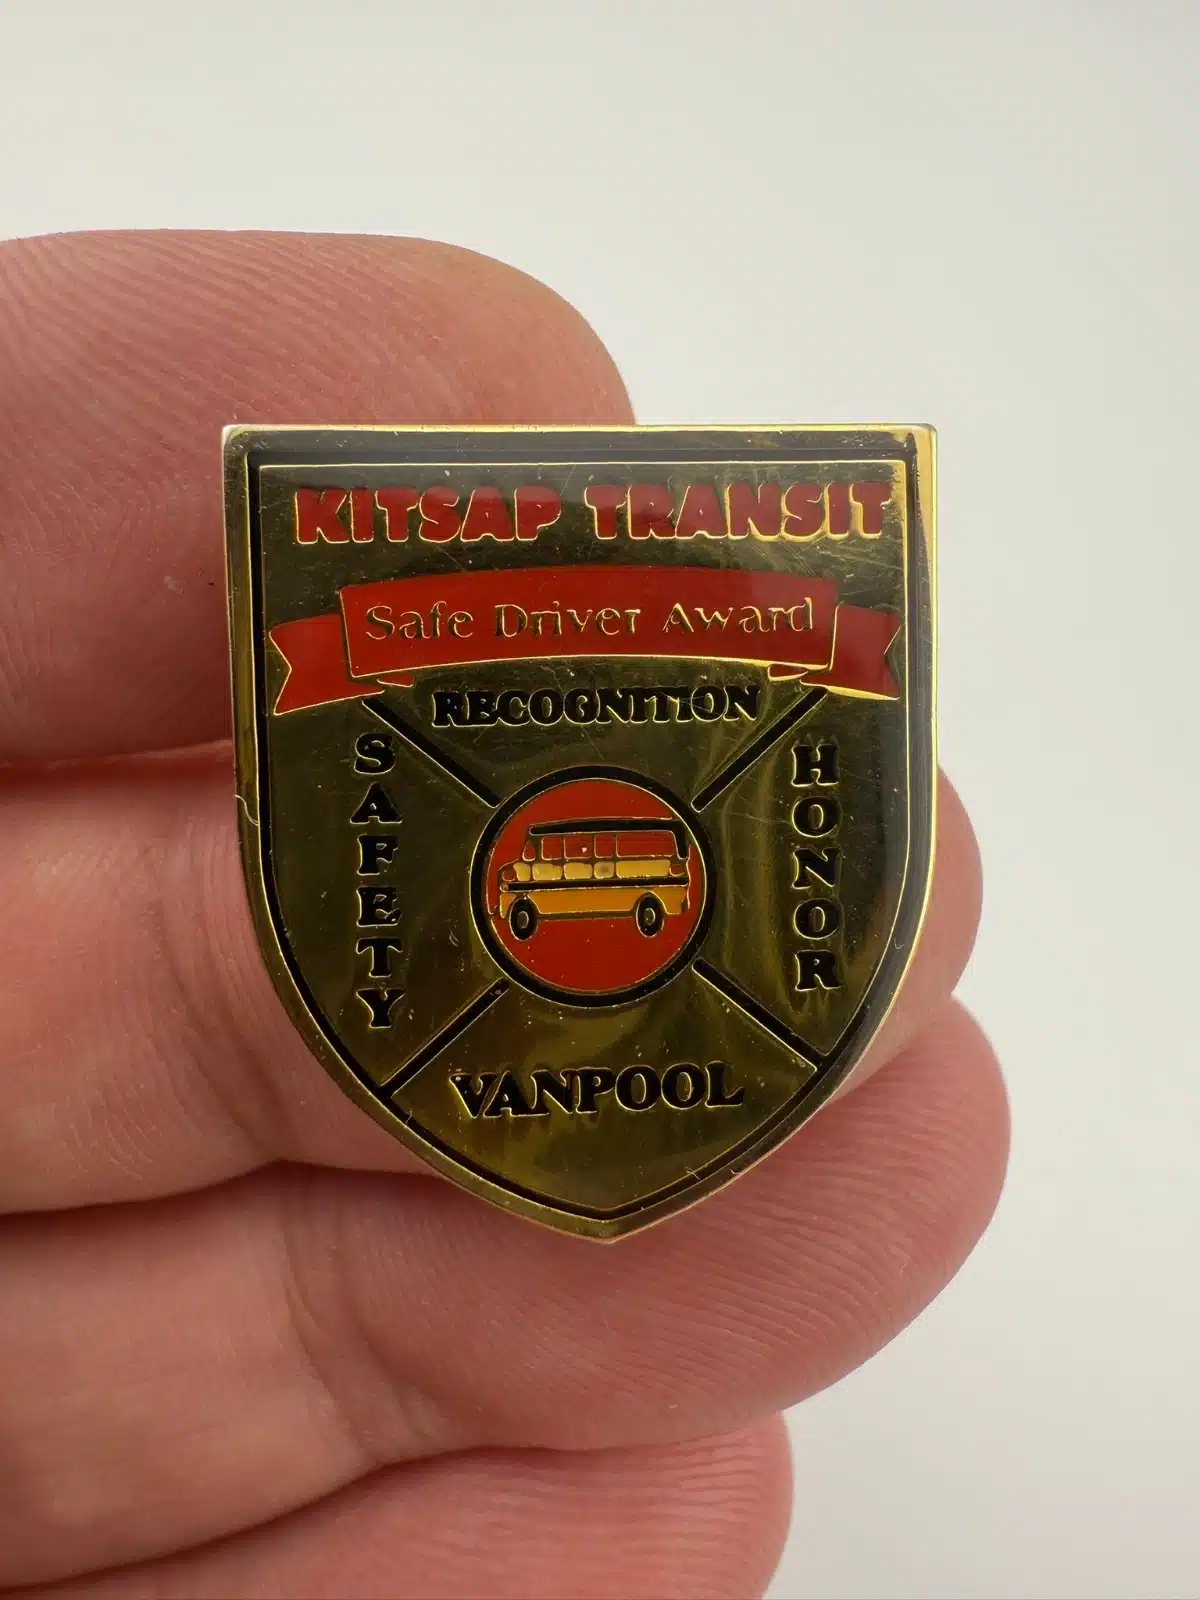 KITSAP TRANSIT
Safe Driver Award
RECOGNITION
SAFETY
HONOR
VANPOOL